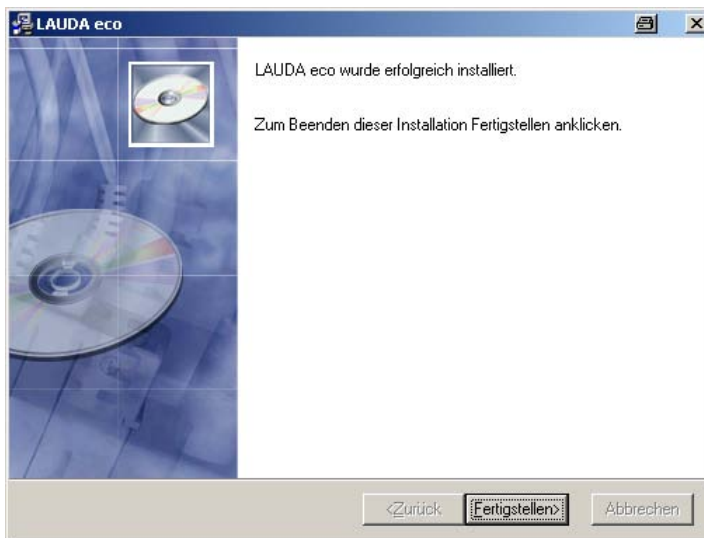 LAUDA eco
LAUDA eco wurde erfolgreich installiert.
Zum Beenden dieser Installation Fertigstellen anklicken.
<Zurück
Fertigstellen>
Abbrechen